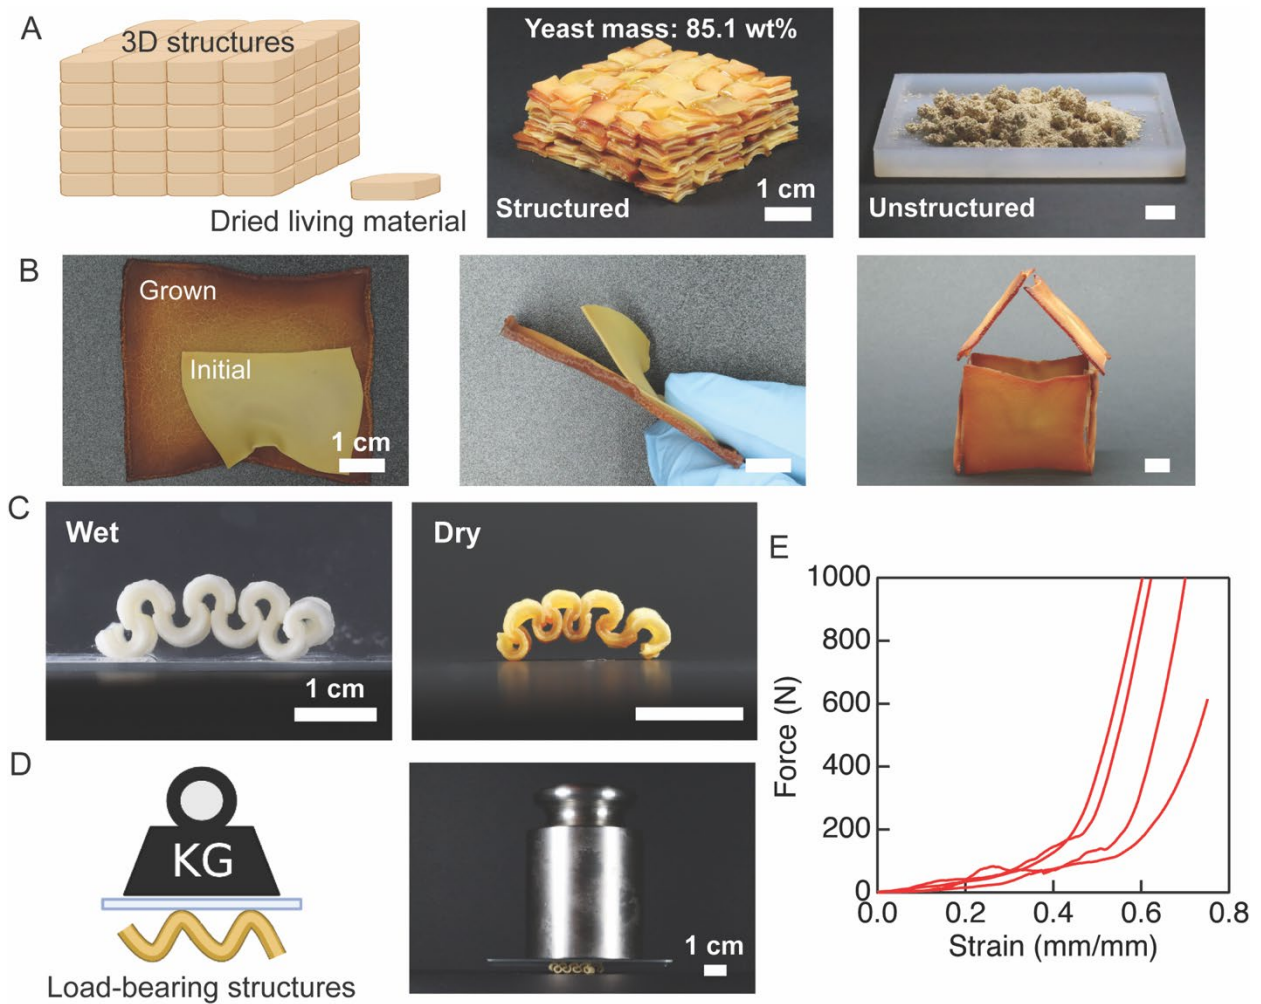 A
3D structures
Dried living material
Yeast mass: 85.1 wt%
Structured
1 cm
Unstructured
B
Grown
Initial
1 cm
C
Wet
1 cm
Dry
D
KG
Load-bearing structures
1 cm
E
Force (N)
1000
800
600
400
200
0
0.0 0.2 0.4 0.6 0.8
Strain (mm/mm)